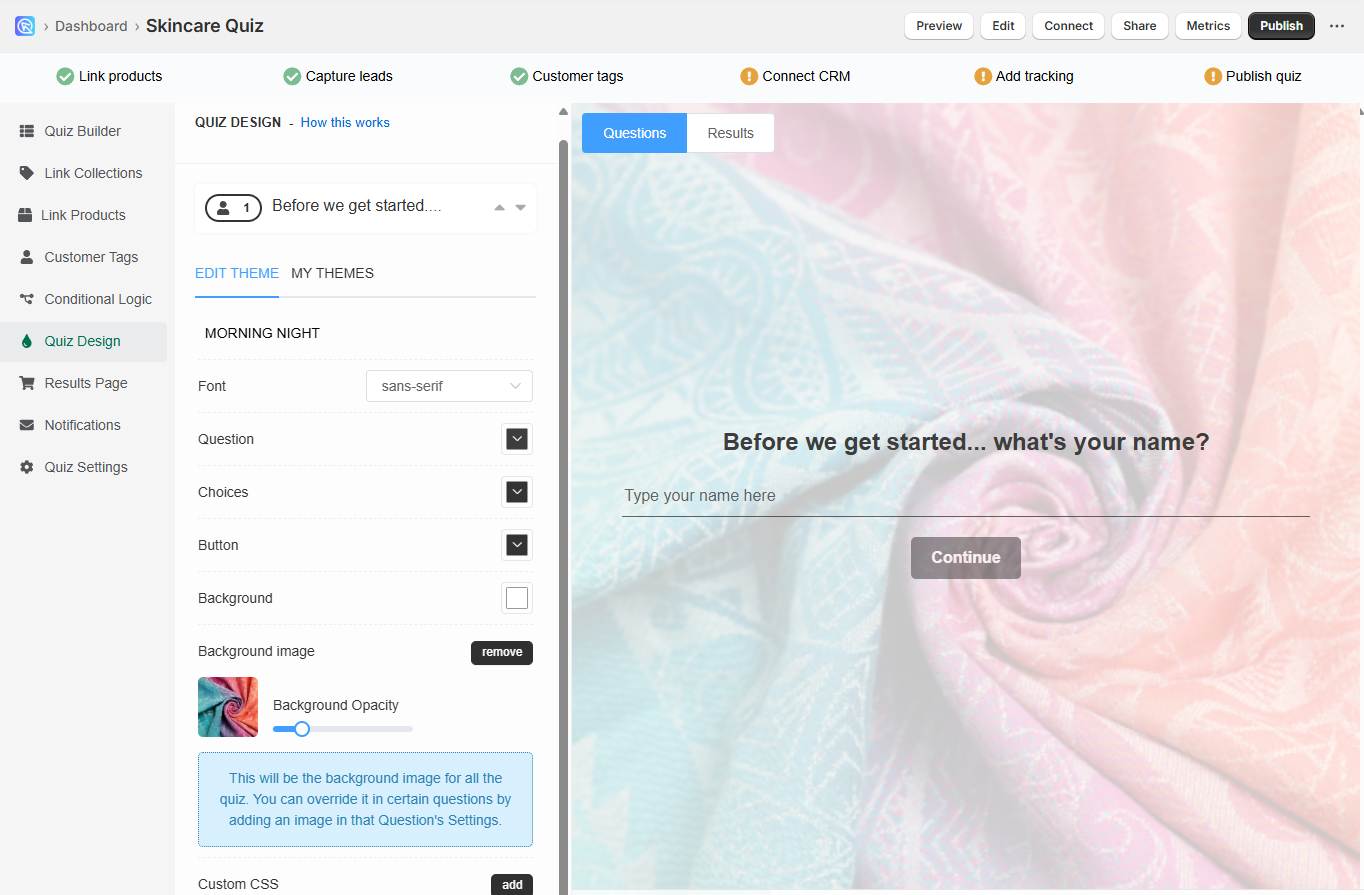 Dashboard › Skincare Quiz
Preview Edit Connect Share Metrics Publish ...
Link products Capture leads Customer tags Connect CRM Add tracking Publish quiz
Quiz Builder
Link Collections
Link Products
Customer Tags
Conditional Logic
Quiz Design
Results Page
Notifications
Quiz Settings
QUIZ DESIGN - How this works
1 Before we get started....
EDIT THEME MY THEMES
MORNING NIGHT
Font sans-serif
Question
Choices
Button
Background
Background image remove
Background Opacity
This will be the background image for all the
quiz. You can override it in certain questions by
adding an image in that Question's Settings.
Custom CSS add
Questions Results
Before we get started... what's your name?
Type your name here
Continue